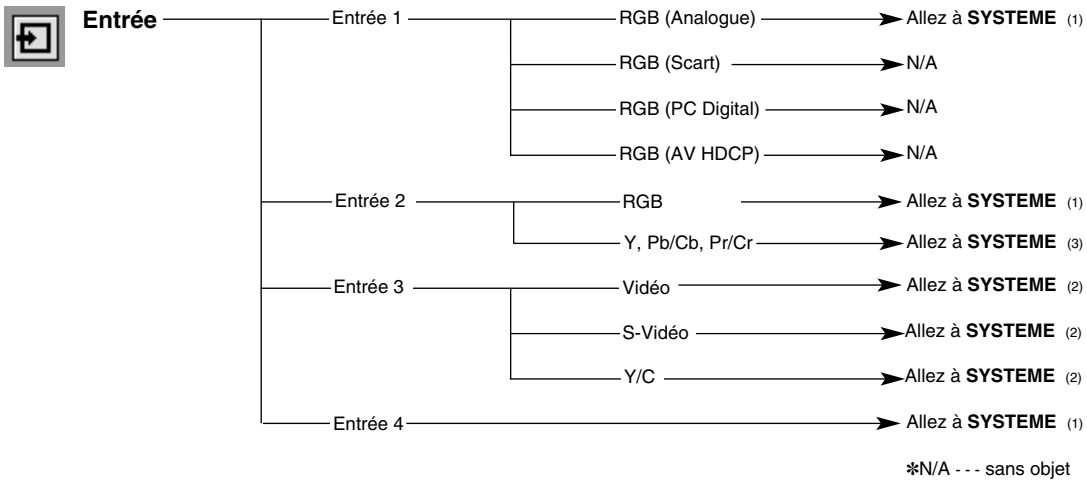 Entrée
Entrée 1
RGB (Analogue)
Allez à SYSTEME (1)
RGB (Scart)
N/A
RGB (PC Digital)
N/A
RGB (AV HDCP)
N/A
Entrée 2
RGB
Allez à SYSTEME (1)
Y, Pb/Cb, Pr/Cr
Allez à SYSTEME (3)
Entrée 3
Vidéo
Allez à SYSTEME (2)
S-Vidéo
Allez à SYSTEME (2)
Y/C
Allez à SYSTEME (2)
Entrée 4
Allez à SYSTEME (1)
✽N/A - - - sans objet